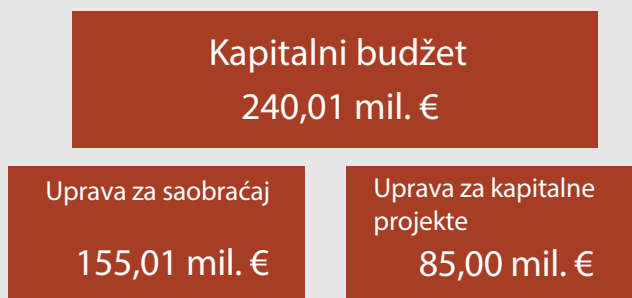 Kapitalni budžet
240,01 mil. €
Uprava za saobraćaj
155,01 mil. €
Uprava za kapitalne
projekte
85,00 mil. €